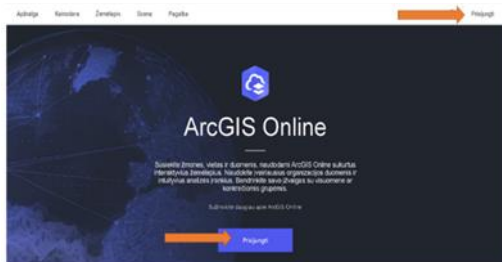 Apžvalga Kamodera Žemėlapis Scena Pagalba Prisijungti
ArcGIS Online
Susiekite žmones, vietas ir duomenis, naudodami ArcGIS Online sukurtus
interaktyvius žemėlapius. Naudokite įvairiausius organizacijos duomenis ir
intuityvius analizės įrankius. Bendrinkite savo įžvalgas su visuomene ar
konkrečiomis grupėmis.
Sužinokite daugiau apie ArcGIS Online
Prisijungti